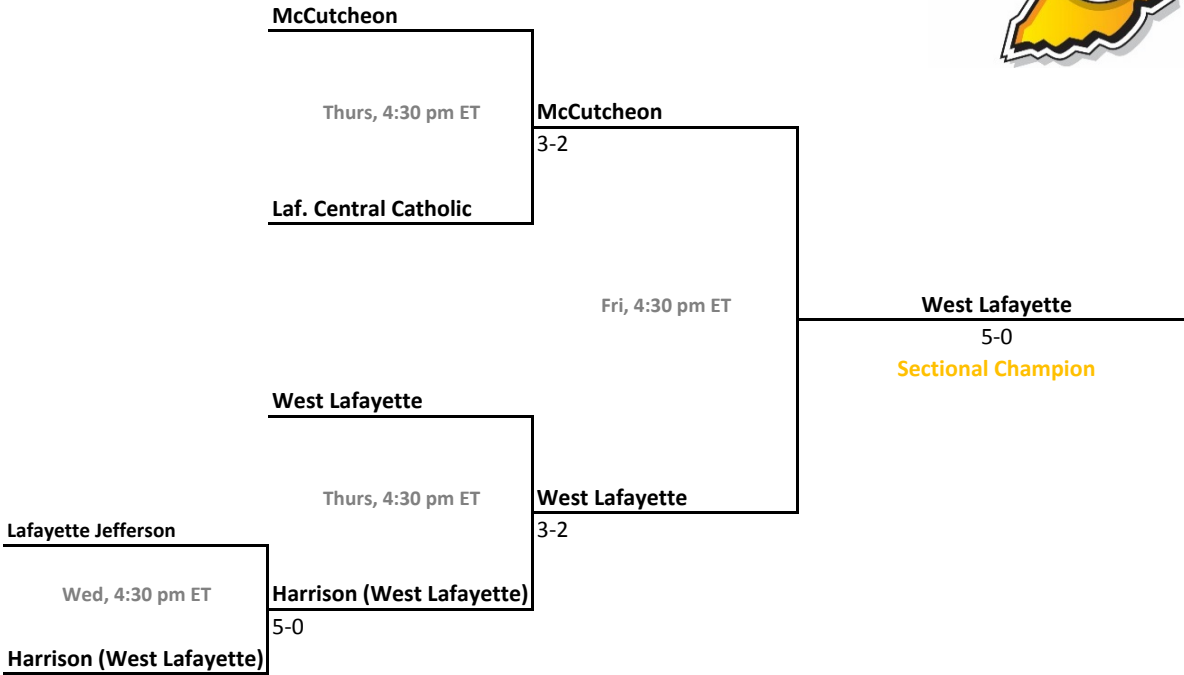 McCutcheon
Thurs, 4:30 pm ET
McCutcheon
3-2
Laf. Central Catholic
Fri, 4:30 pm ET
West Lafayette
5-0
Sectional Champion
West Lafayette
Thurs, 4:30 pm ET
West Lafayette
3-2
Lafayette Jefferson
Wed, 4:30 pm ET
Harrison (West Lafayette)
5-0
Harrison (West Lafayette)